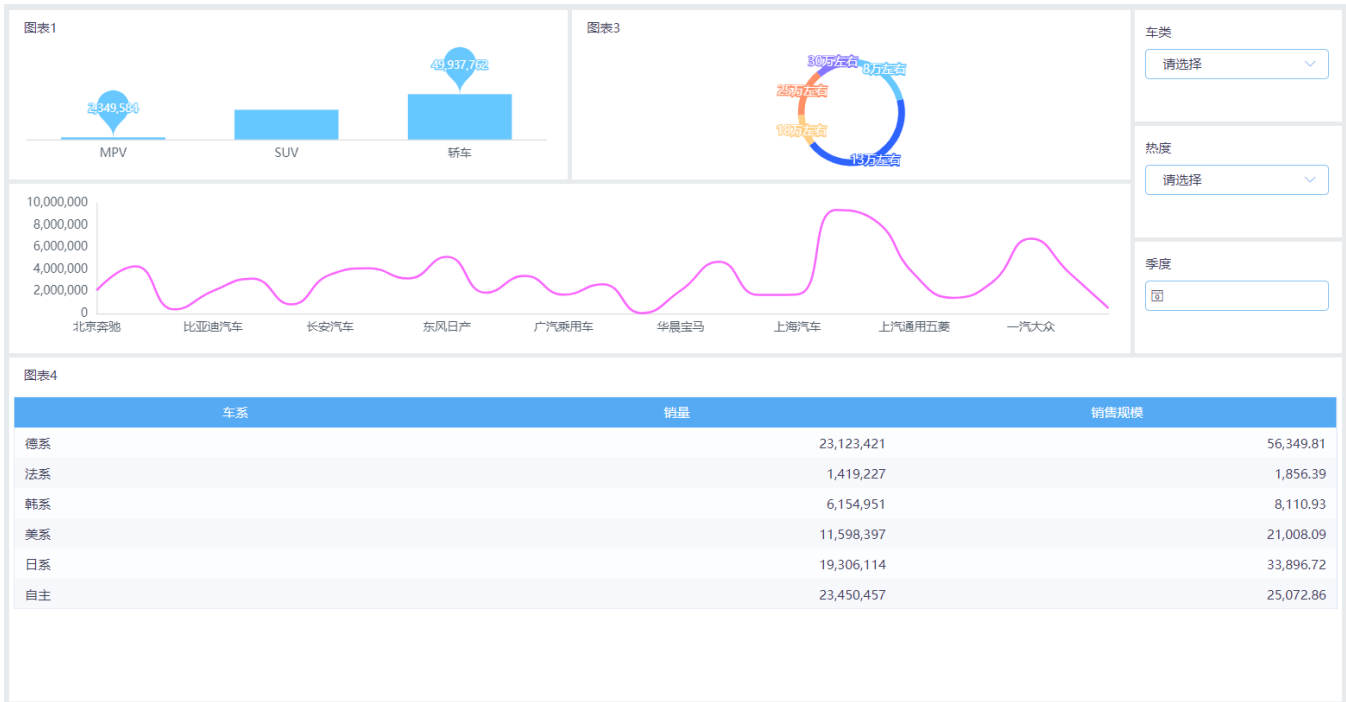 图表1
2,349,584
49,937,762
MPV
SUV
轿车
图表3
30万左右
8万左右
25万左右
18万左右
13万左右
车类
请选择
热度
请选择
季度
10,000,000
8,000,000
6,000,000
4,000,000
2,000,000
0
北京奔驰
比亚迪汽车
长安汽车
东风日产
广汽乘用车
华晨宝马
上海汽车
上汽通用五菱
一汽大众
图表4
车系 销量 销售规模
德系 23,123,421 56,349.81
法系 1,419,227 1,856.39
韩系 6,154,951 8,110.93
美系 11,598,397 21,008.09
日系 19,306,114 33,896.72
自主 23,450,457 25,072.86